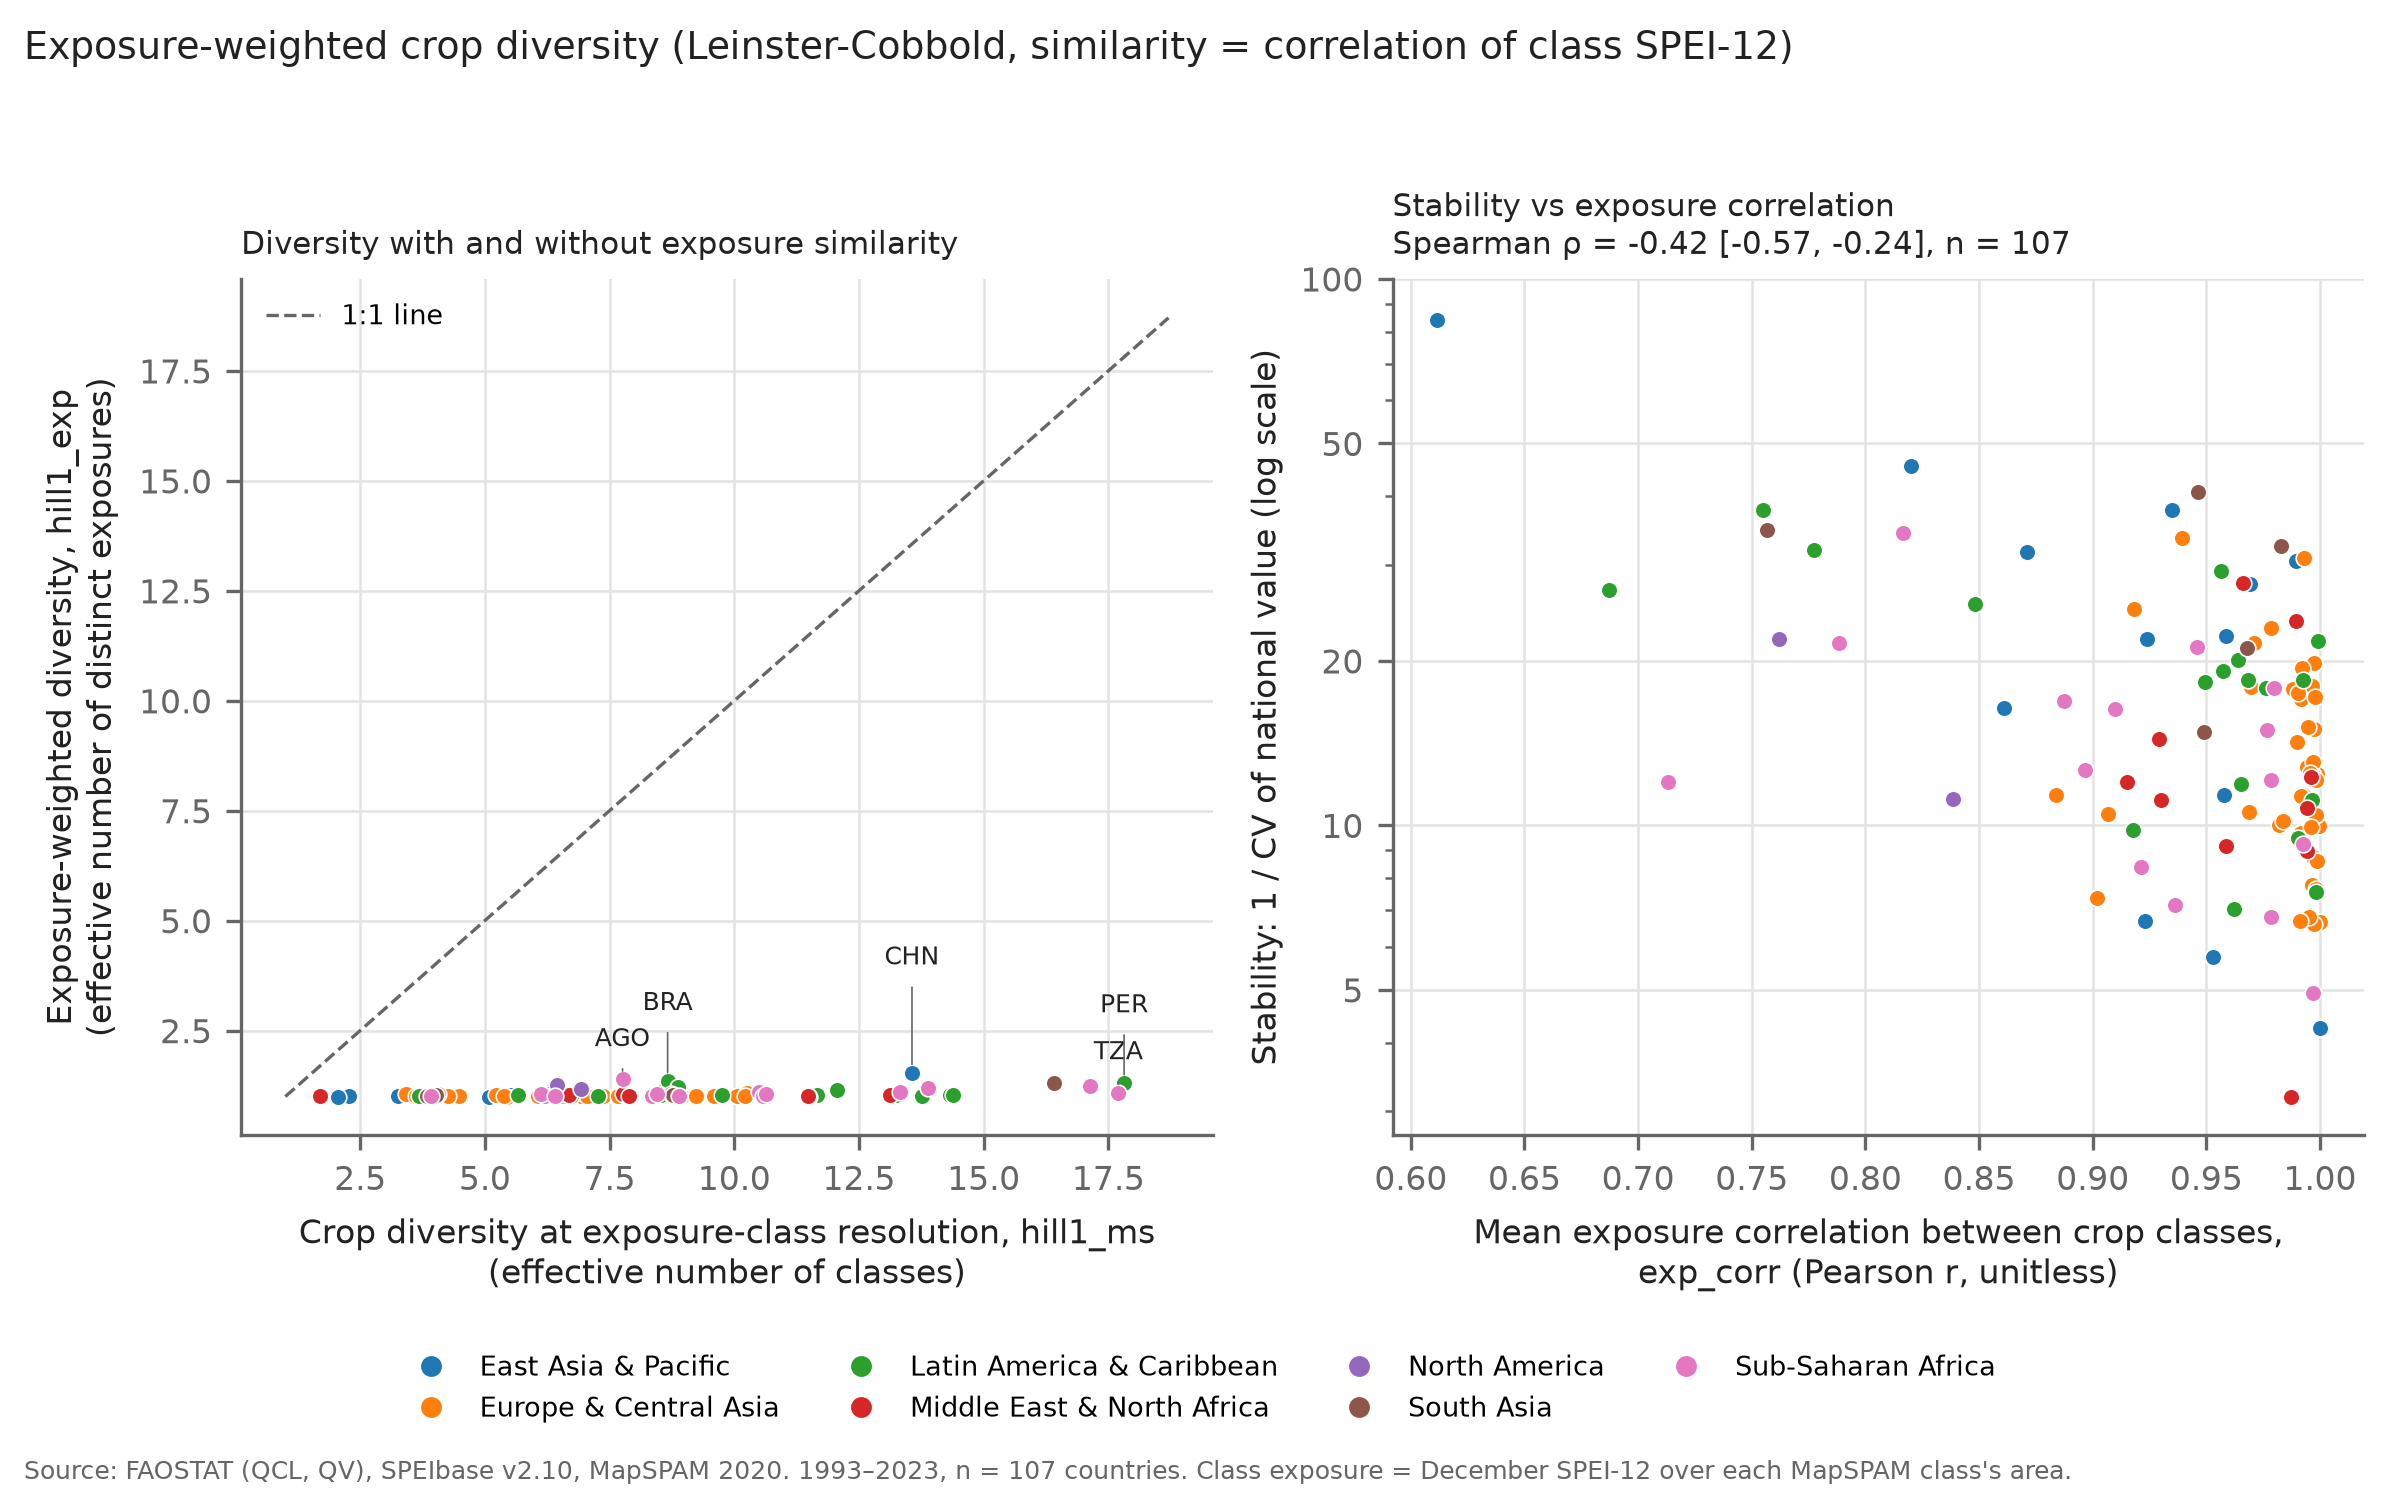 Exposure-weighted crop diversity (Leinster-Cobbold, similarity = correlation of class SPEI-12)
Diversity with and without exposure similarity
1:1 line
17.5
15.0
12.5
10.0
7.5
5.0
2.5
Exposure-weighted diversity, hill1_exp
(effective number of distinct exposures)
CHN
BRA
PER
AGO
TZA
2.5
5.0
7.5
10.0
12.5
15.0
17.5
Crop diversity at exposure-class resolution, hill1_ms
(effective number of classes)
Stability vs exposure correlation
Spearman ρ = -0.42 [-0.57, -0.24], n = 107
100
50
20
10
5
Stability: 1 / CV of national value (log scale)
0.60
0.65
0.70
0.75
0.80
0.85
0.90
0.95
1.00
Mean exposure correlation between crop classes,
exp_corr (Pearson r, unitless)
East Asia & Pacific
Europe & Central Asia
Latin America & Caribbean
Middle East & North Africa
North America
South Asia
Sub-Saharan Africa
Source: FAOSTAT (QCL, QV), SPEIbase v2.10, MapSPAM 2020. 1993–2023, n = 107 countries. Class exposure = December SPEI-12 over each MapSPAM class's area.